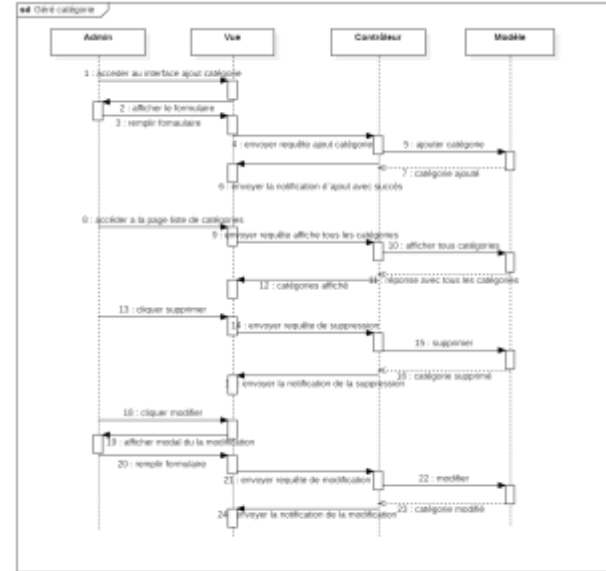 sd Géré catégorie
Admin
Vue
Contrôleur
Modèle
1 : accéder au interface ajout catégorie
2 : afficher le formulaire
3 : remplir formulaire
4 : envoyer requête ajout catégorie
5 : ajouter catégorie
7 : catégorie ajouté
6 : envoyer la notification d'ajout avec succès
8 : accéder a la page liste de catégories
9 : envoyer requête affiche tous les catégories
10 : afficher tous catégories
11 : réponse avec tous les catégories
12 : catégories affiché
13 : cliquer supprimer
14 : envoyer requête de suppression
15 : supprimer
16 : catégorie supprimé
envoyer la notification de la suppression
18 : cliquer modifier
19 : afficher modal du la modification
20 : remplir formulaire
21 : envoyer requête de modification
22 : modifier
23 : catégorie modifié
24 : envoyer la notification de la modification